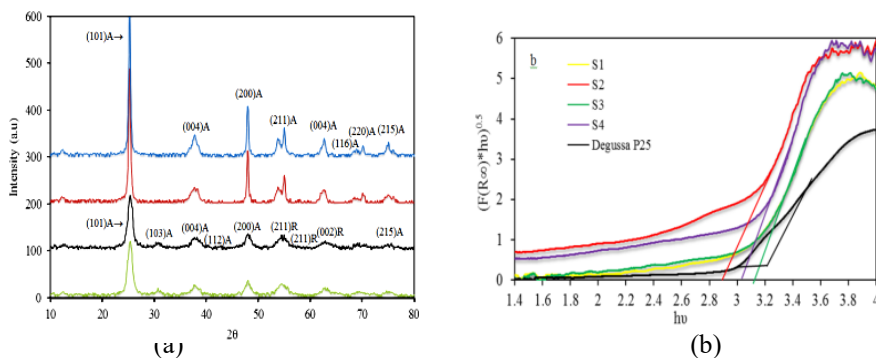 600
500
400
300
200
100
0
Intensity (a.u)
(101)A→
(004)A
(200)A
(211)A
(004)A
(116)A
(220)A
(215)A
(101)A→
(103)A
(004)A
(112)A
(200)A
(211)R
(211)R
(002)R
(215)A
10 20 30 40 50 60 70 80
2θ
(a)
b
6
5
4
3
2
1
0
(F(R∞)*hυ)^0.5
S1
S2
S3
S4
Degussa P25
1.4 1.6 1.8 2 2.2 2.4 2.6 2.8 3 3.2 3.4 3.6 3.8 4
hυ
(b)